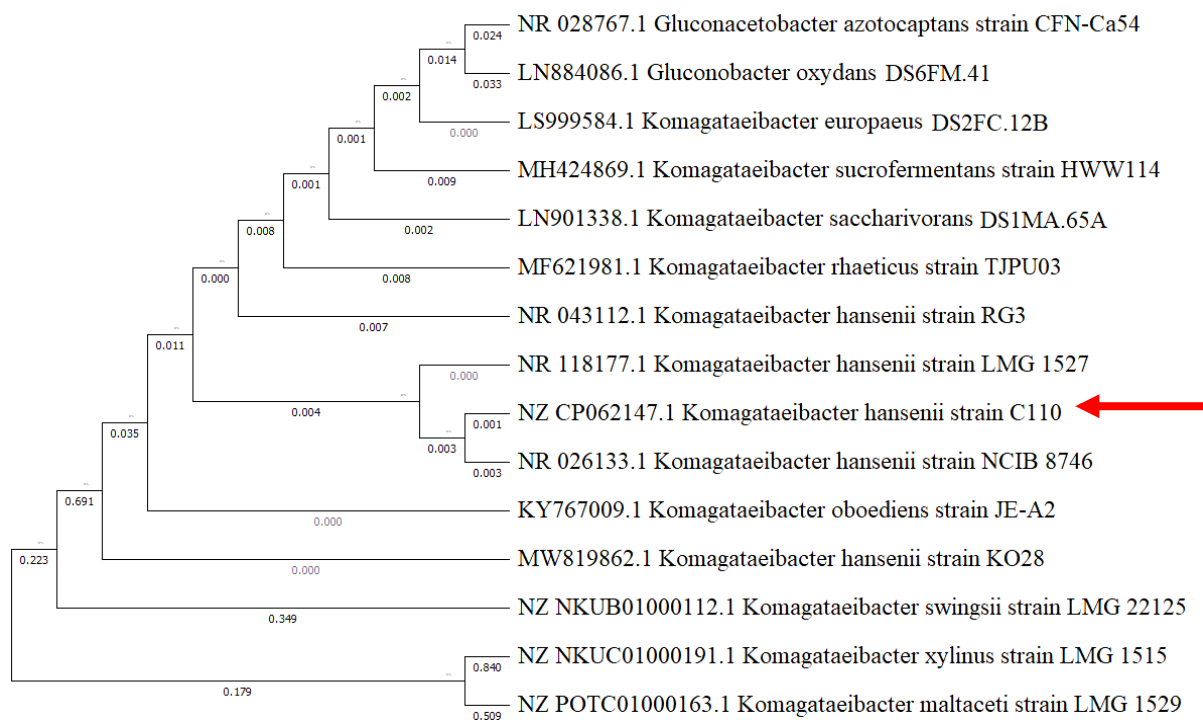 NR 028767.1 Gluconacetobacter azotocaptans strain CFN-Ca54
0.024
0.014
LN884086.1 Gluconobacter oxydans DS6FM.41
0.033
0.002
LS999584.1 Komagataeibacter europaeus DS2FC.12B
0.000
0.001
MH424869.1 Komagataeibacter sucrofermentans strain HWW114
0.009
0.001
LN901338.1 Komagataeibacter saccharivorans DS1MA.65A
0.002
0.008
MF621981.1 Komagataeibacter rhaeticus strain TJPU03
0.008
0.000
NR 043112.1 Komagataeibacter hansenii strain RG3
0.007
0.011
NR 118177.1 Komagataeibacter hansenii strain LMG 1527
0.000
0.004
NZ CP062147.1 Komagataeibacter hansenii strain C110
0.001
0.003
NR 026133.1 Komagataeibacter hansenii strain NCIB 8746
0.003
0.035
KY767009.1 Komagataeibacter oboediens strain JE-A2
0.000
0.691
MW819862.1 Komagataeibacter hansenii strain KO28
0.000
0.223
NZ NKUB01000112.1 Komagataeibacter swingsii strain LMG 22125
0.349
NZ NKUC01000191.1 Komagataeibacter xylinus strain LMG 1515
0.840
0.179
NZ POTC01000163.1 Komagataeibacter maltaceti strain LMG 1529
0.509